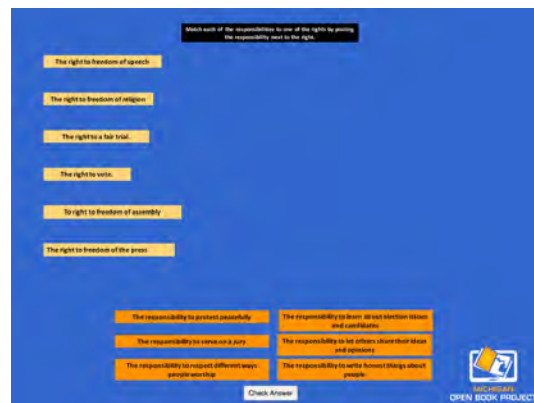 Match each of the responsibilities to one of the rights by placing
the responsibility next to the right.
The right to freedom of speech
The right to freedom of religion
The right to a fair trial.
The right to vote.
To right to freedom of assembly
The right to freedom of the press
The responsibility to protest peacefully
The responsibility to learn about election issues
and candidates
The responsibility to serve on a jury
The responsibility to let others share their ideas
and opinions
The responsibility to respect different ways
people worship
The responsibility to write honest things about
people
Check Answer
MICHIGAN
OPEN BOOK PROJECT